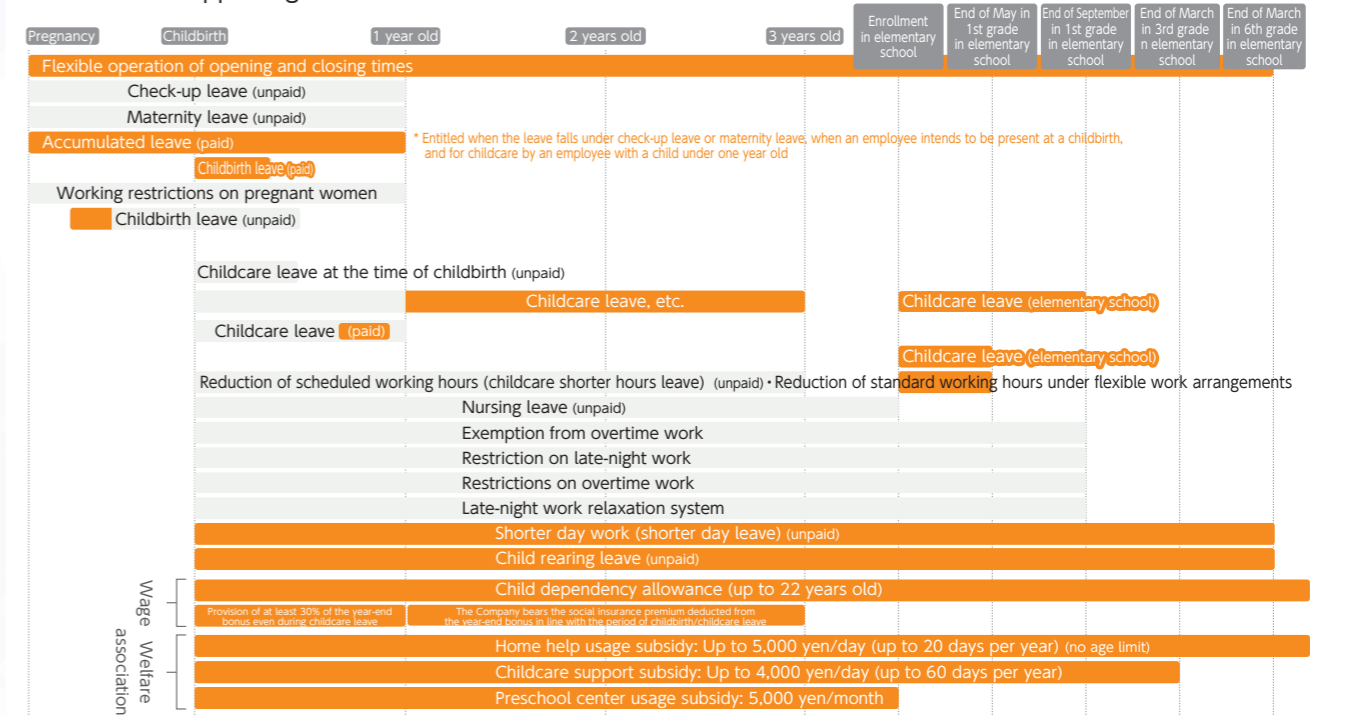 Pregnancy
Childbirth
1 year old
2 years old
3 years old
Enrollment
in elementary
school
End of May in
1st grade
in elementary
school
End of September
in 1st grade
in elementary
school
End of March
in 3rd grade
n elementary
school
End of March
in 6th grade
in elementary
school
Flexible operation of opening and closing times
Check-up leave (unpaid)
Maternity leave (unpaid)
Accumulated leave (paid)
* Entitled when the leave falls under check-up leave or maternity leave, when an employee intends to be present at a childbirth,
and for childcare by an employee with a child under one year old
Childbirth leave (paid)
Working restrictions on pregnant women
Childbirth leave (unpaid)
Childcare leave at the time of childbirth (unpaid)
Childcare leave, etc.
Childcare leave (elementary school)
Childcare leave (paid)
Childcare leave (elementary school)
Reduction of scheduled working hours (childcare shorter hours leave) (unpaid)・Reduction of standard working hours under flexible work arrangements
Nursing leave (unpaid)
Exemption from overtime work
Restriction on late-night work
Restrictions on overtime work
Late-night work relaxation system
Shorter day work (shorter day leave) (unpaid)
Child rearing leave (unpaid)
Wage
Child dependency allowance (up to 22 years old)
Provision of at least 30% of the year-end
bonus even during childcare leave
The Company bears the social insurance premium deducted from
the year-end bonus in line with the period of childbirth/childcare leave
Welfare
association
Home help usage subsidy: Up to 5,000 yen/day (up to 20 days per year) (no age limit)
Childcare support subsidy: Up to 4,000 yen/day (up to 60 days per year)
Preschool center usage subsidy: 5,000 yen/month